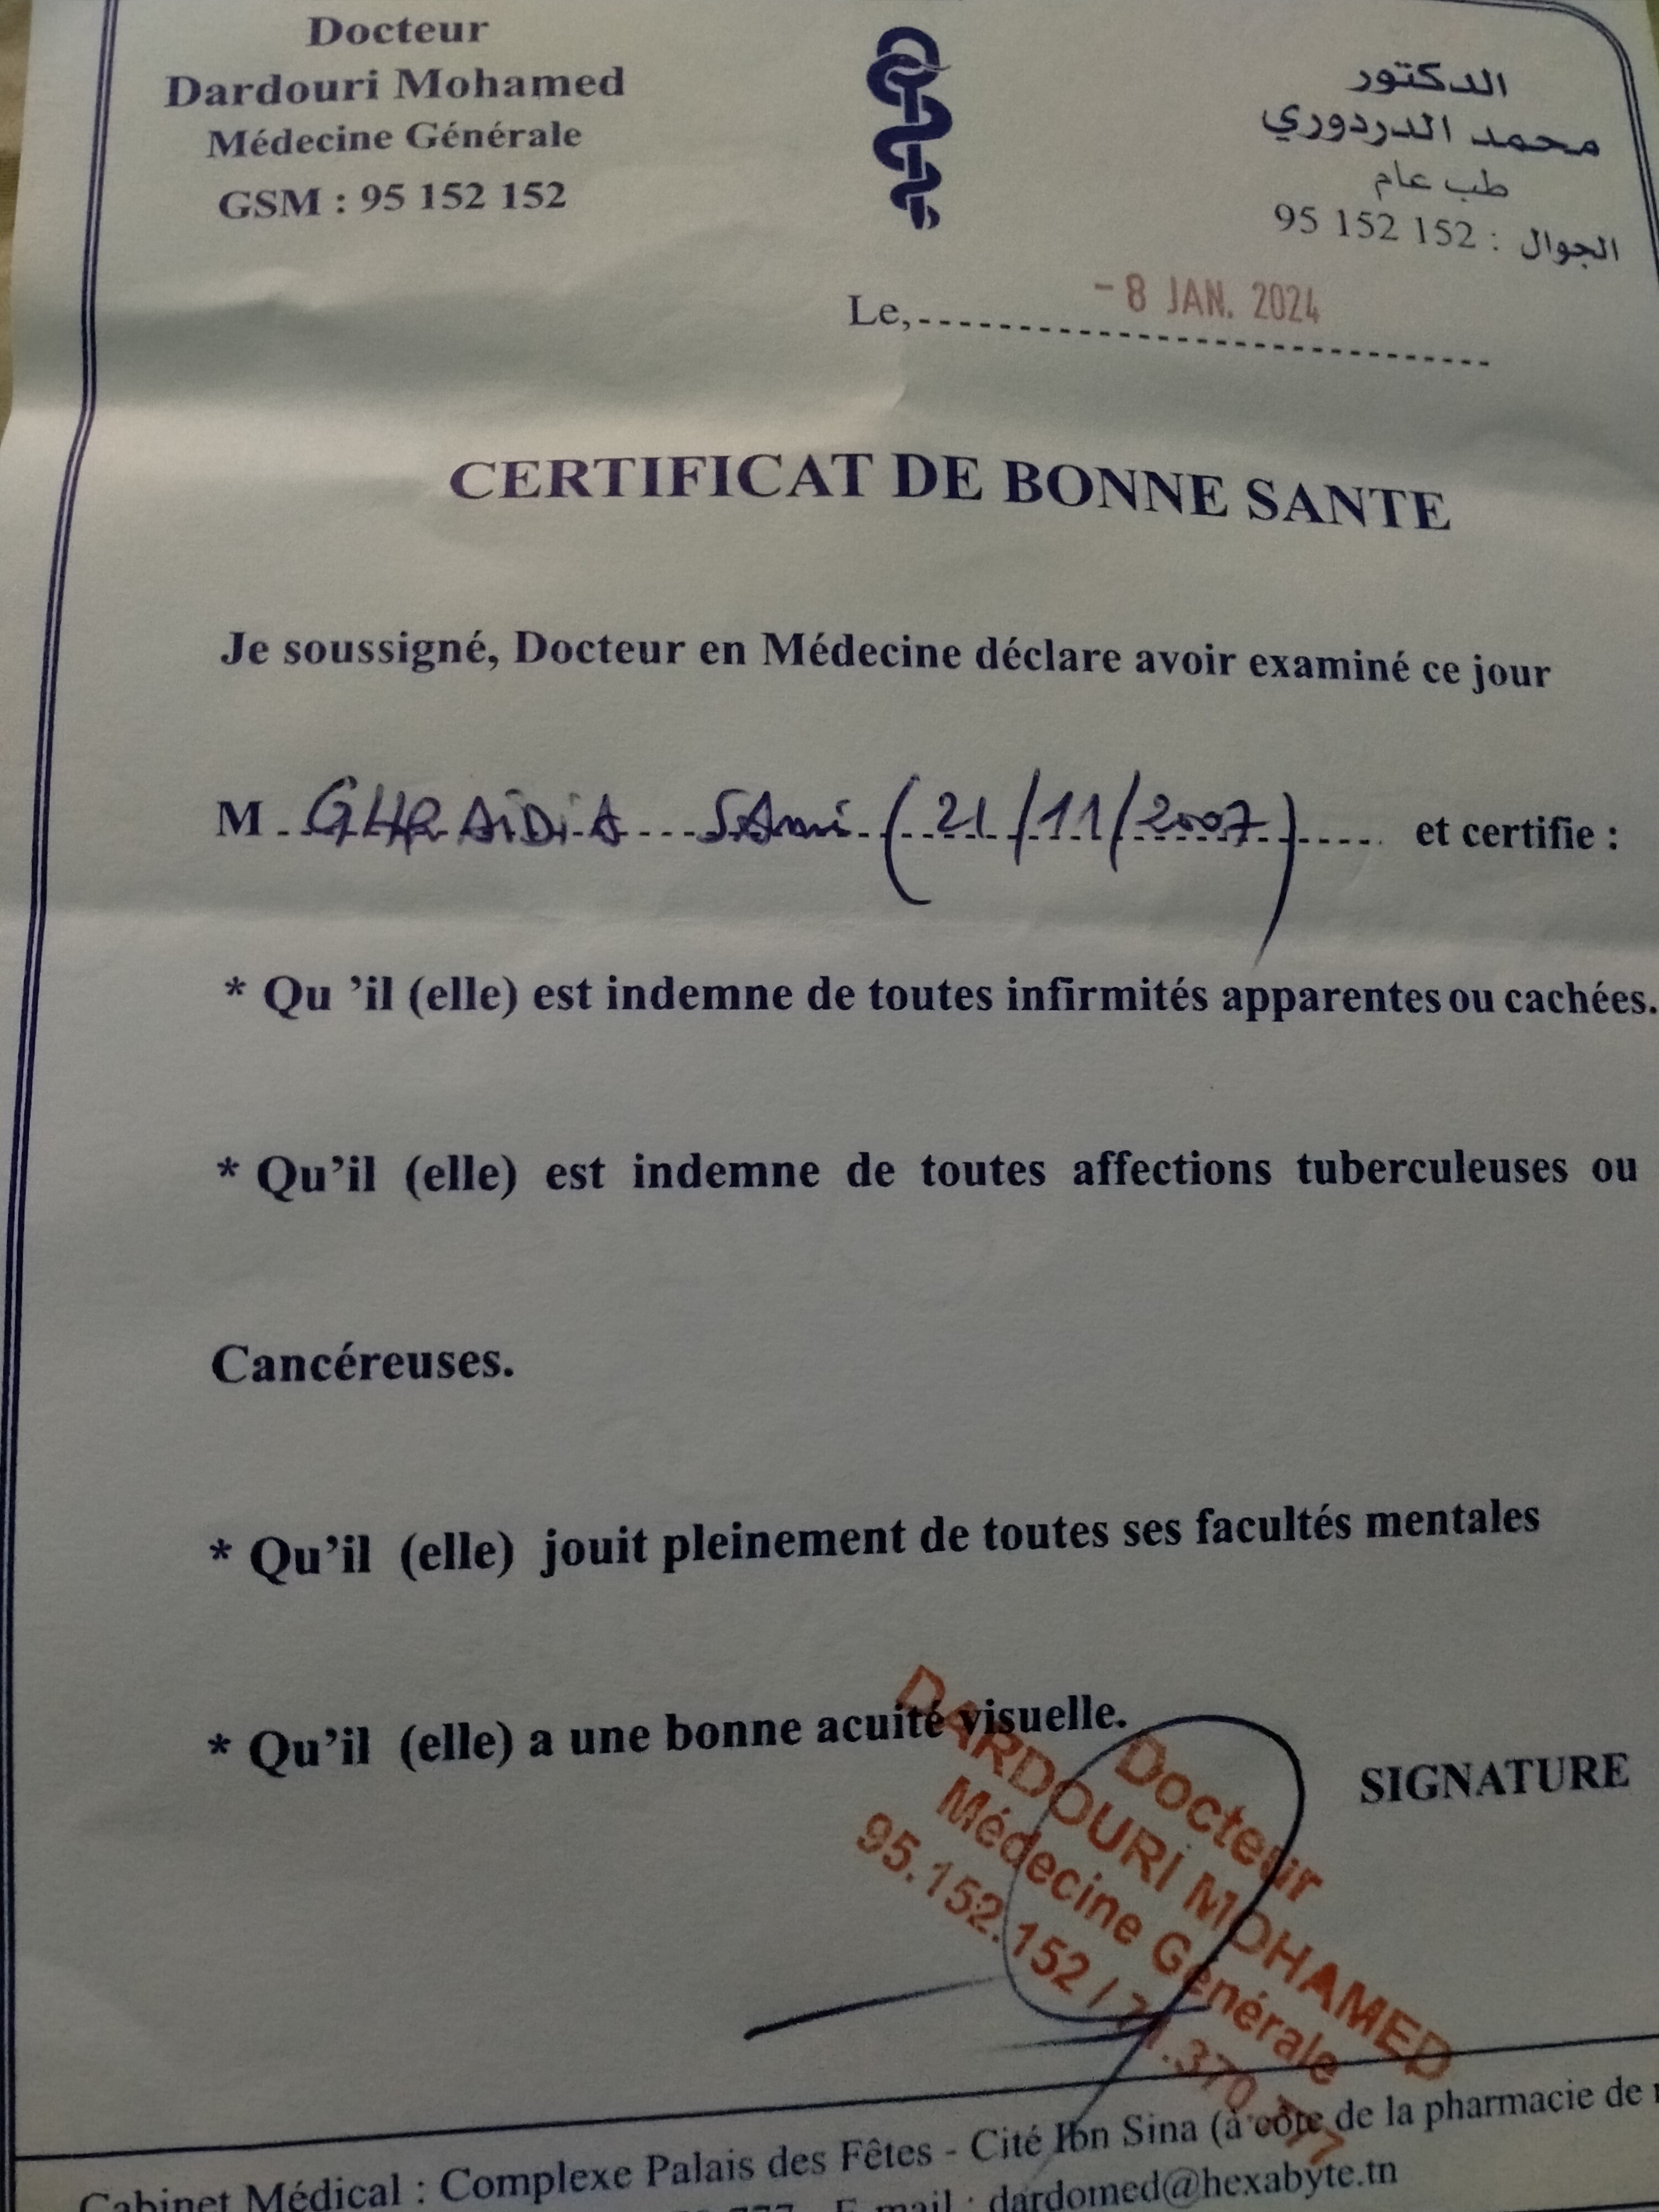 Docteur
Dardouri Mohamed
Médecine Générale
GSM : 95 152 152
الدكتور
محمد الدردوري
طب عام
الجوال : 152 152 95
Le, - 8 JAN. 2024
CERTIFICAT DE BONNE SANTE
Je soussigné, Docteur en Médecine déclare avoir examiné ce jour
M GHRAIDIA SAmi (21/11/2007) et certifie :
* Qu 'il (elle) est indemne de toutes infirmités apparentes ou cachées.
* Qu'il (elle) est indemne de toutes affections tuberculeuses ou
Cancéreuses.
* Qu'il (elle) jouit pleinement de toutes ses facultés mentales
* Qu'il (elle) a une bonne acuité visuelle.
SIGNATURE
Docteur
DARDOURI MOHAMED
Médecine Générale
95.152.152 / 71.370
Cabinet Médical : Complexe Palais des Fêtes - Cité Ibn Sina (à côte de la pharmacie de
777 E-mail : dardomed@hexabyte.tn